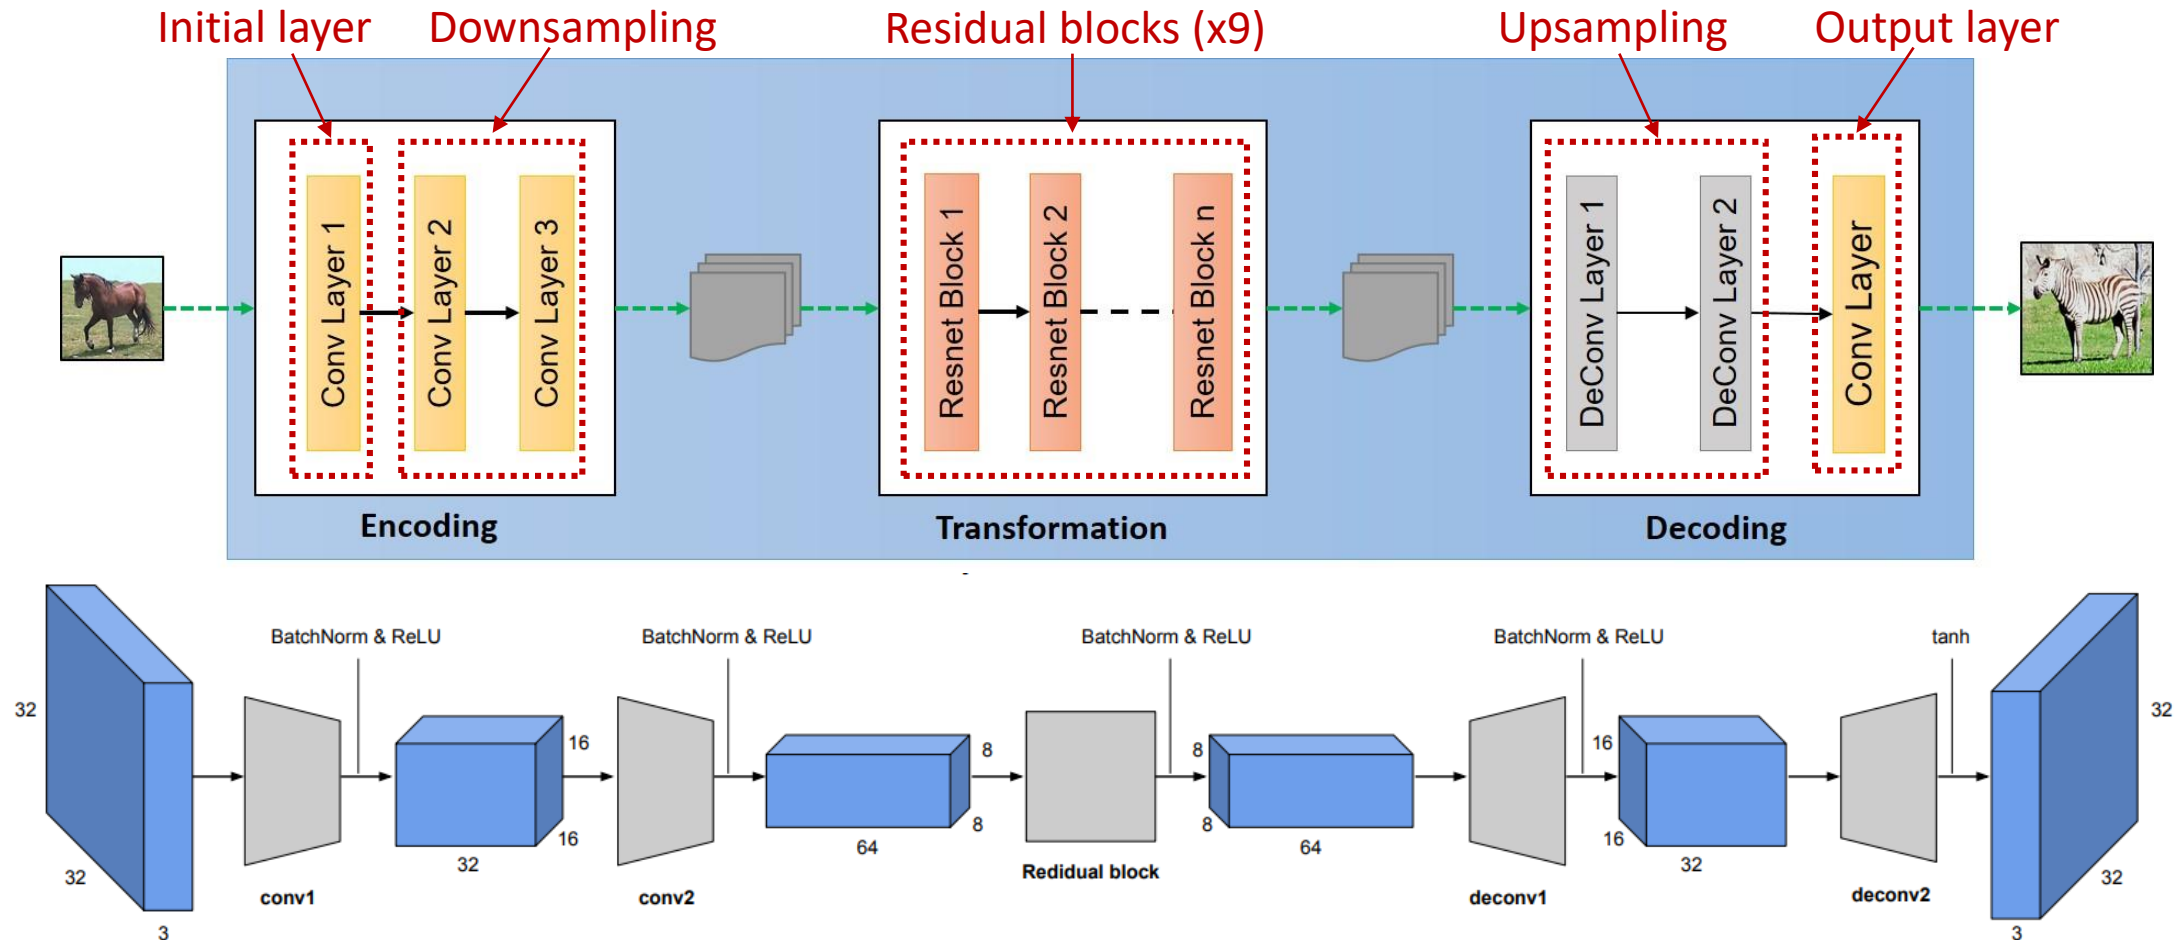 Initial layer
Downsampling
Residual blocks (x9)
Upsampling
Output layer
Conv Layer 1
Conv Layer 2
Conv Layer 3
Resnet Block 1
Resnet Block 2
Resnet Block n
DeConv Layer 1
DeConv Layer 2
Conv Layer
Encoding
Transformation
Decoding
BatchNorm & ReLU
BatchNorm & ReLU
BatchNorm & ReLU
BatchNorm & ReLU
tanh
32
32
3
conv1
16
16
32
conv2
8
8
64
Redidual block
8
8
64
deconv1
16
16
32
deconv2
32
32
3